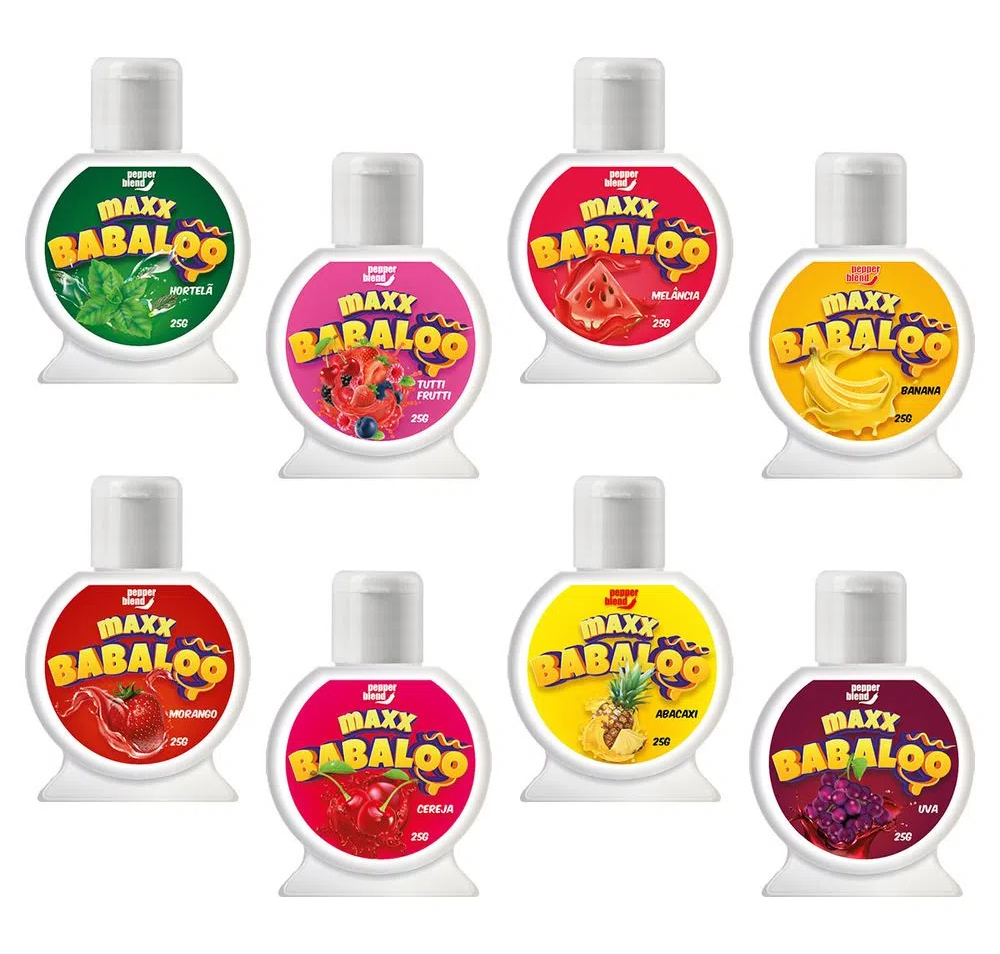 pepper
blend
MAXX
BABALOO
HORTELÃ
25G
pepper
blend
MAXX
BABALOO
TUTTI
FRUTTI
25G
pepper
blend
MAXX
BABALOO
MELÂNCIA
25G
pepper
blend
MAXX
BABALOO
BANANA
25G
pepper
blend
MAXX
BABALOO
MORANGO
25G
pepper
blend
MAXX
BABALOO
CEREJA
25G
pepper
blend
MAXX
BABALOO
ABACAXI
25G
pepper
blend
MAXX
BABALOO
UVA
25G